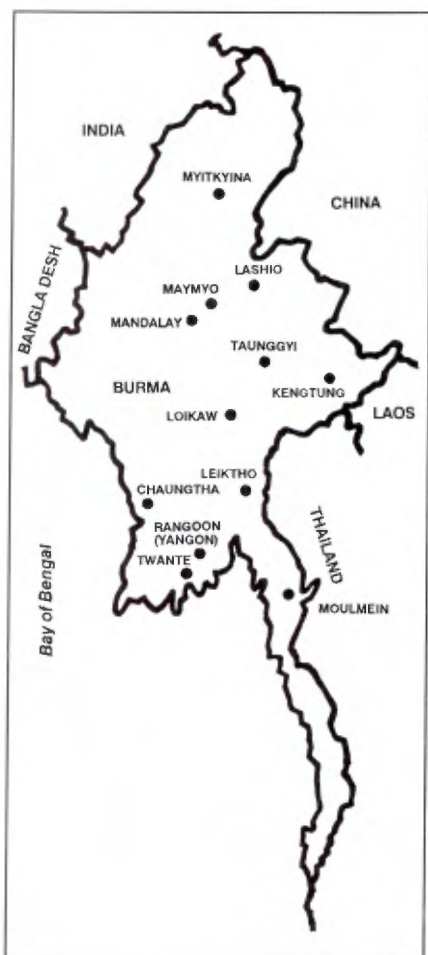 INDIA
MYITKYINA
CHINA
BANGLA DESH
LASHIO
MAYMYO
MANDALAY
TAUNGGYI
BURMA
KENGTUNG
LOIKAW
LAOS
LEIKTHO
CHAUNGTHA
RANGOON
(YANGON)
THAILAND
TWANTE
MOULMEIN
Bay of Bengal